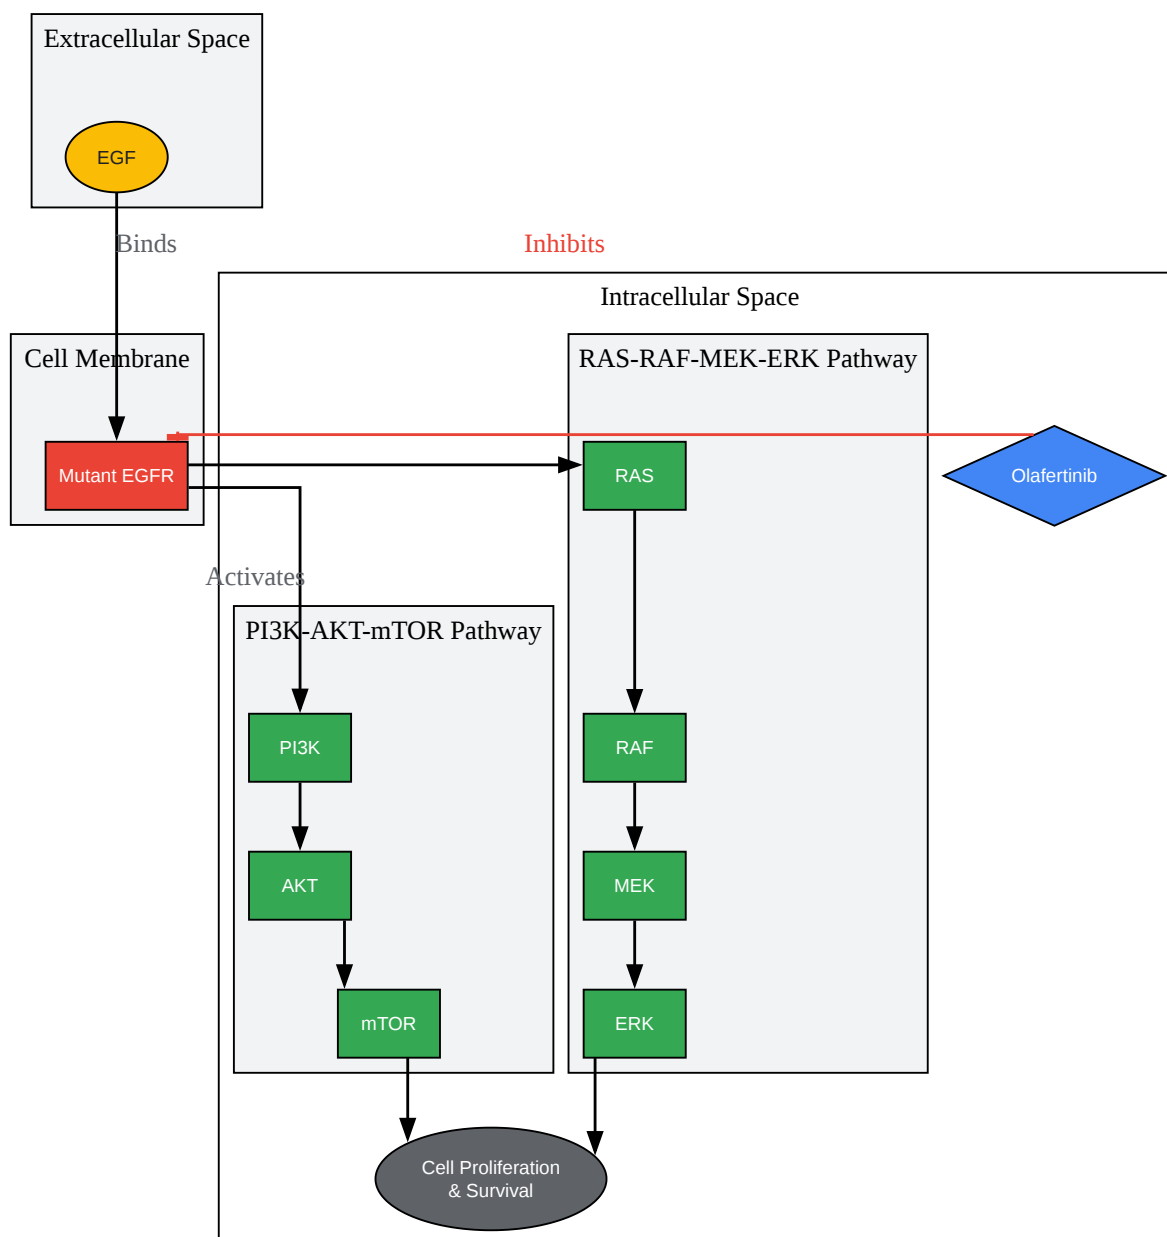 Extracellular Space
EGF
Binds
Inhibits
Intracellular Space
Cell Membrane
RAS-RAF-MEK-ERK Pathway
Mutant EGFR
RAS
Olafertinib
Activates
PI3K-AKT-mTOR Pathway
PI3K
RAF
AKT
MEK
mTOR
ERK
Cell Proliferation
& Survival